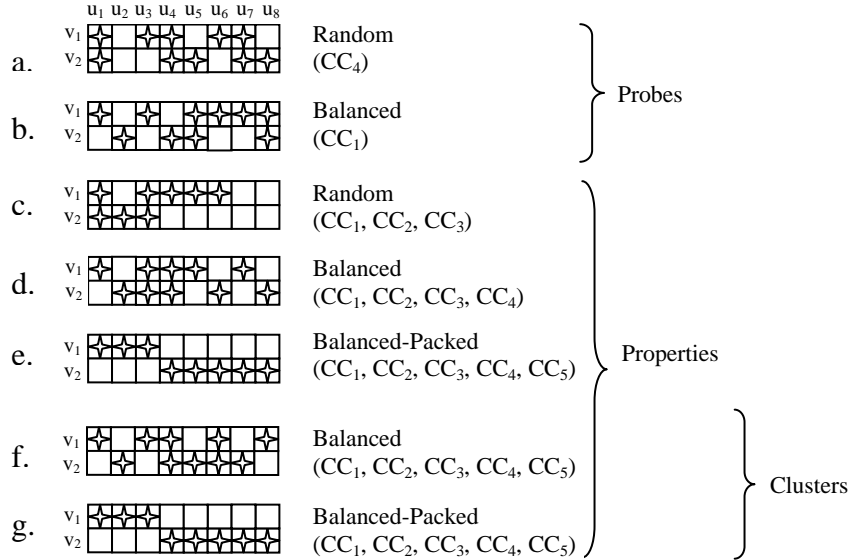 u1 u2 u3 u4 u5 u6 u7 u8
a. v1 Random
v2 (CC4)
Probes
b. v1 Balanced
v2 (CC1)
c. v1 Random
v2 (CC1, CC2, CC3)
d. v1 Balanced
v2 (CC1, CC2, CC3, CC4)
e. v1 Balanced-Packed
v2 (CC1, CC2, CC3, CC4, CC5)
Properties
f. v1 Balanced
v2 (CC1, CC2, CC3, CC4, CC5)
Clusters
g. v1 Balanced-Packed
v2 (CC1, CC2, CC3, CC4, CC5)